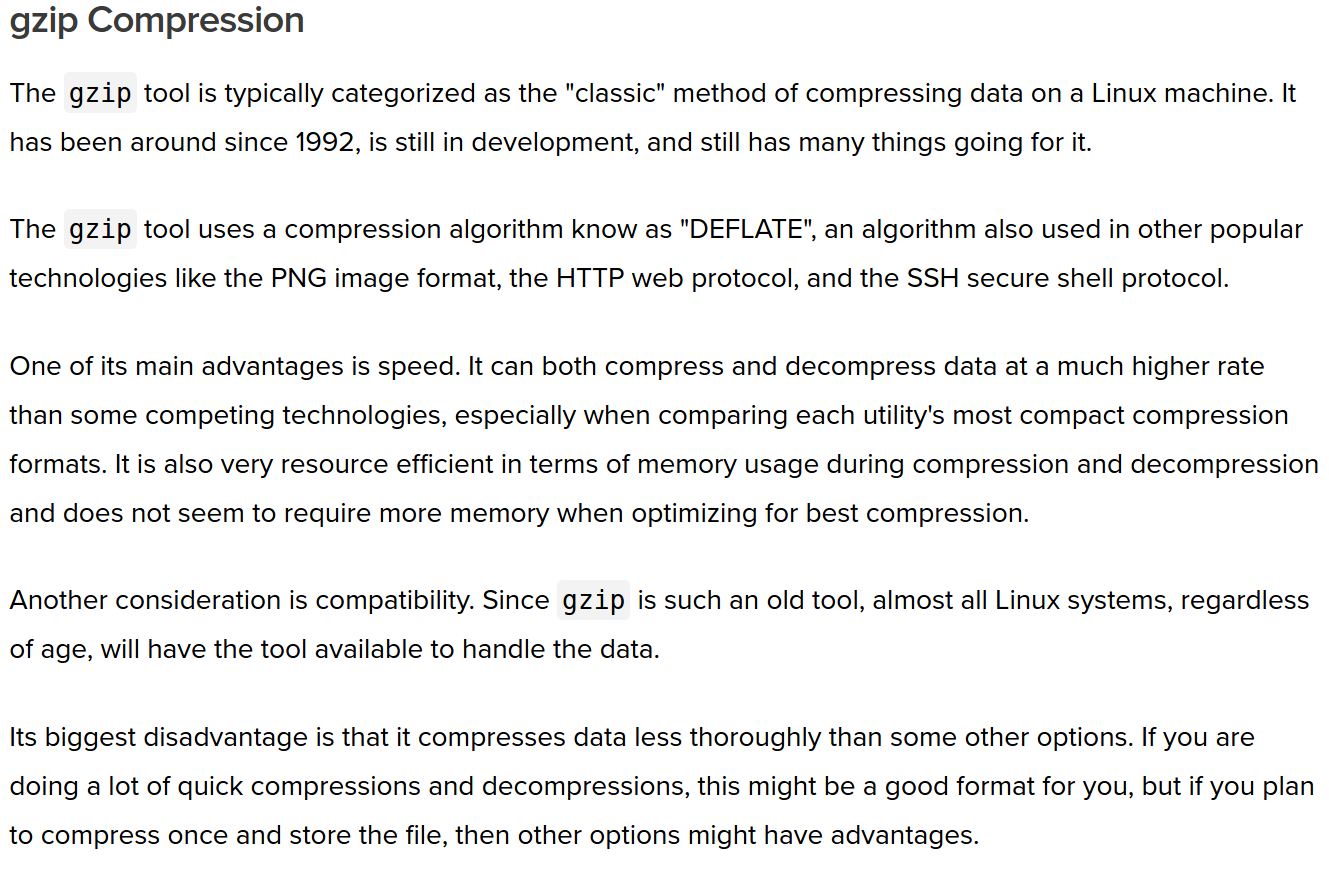 gzip Compression
The gzip tool is typically categorized as the "classic" method of compressing data on a Linux machine. It
has been around since 1992, is still in development, and still has many things going for it.
The gzip tool uses a compression algorithm know as "DEFLATE", an algorithm also used in other popular
technologies like the PNG image format, the HTTP web protocol, and the SSH secure shell protocol.
One of its main advantages is speed. It can both compress and decompress data at a much higher rate
than some competing technologies, especially when comparing each utility's most compact compression
formats. It is also very resource efficient in terms of memory usage during compression and decompression
and does not seem to require more memory when optimizing for best compression.
Another consideration is compatibility. Since gzip is such an old tool, almost all Linux systems, regardless
of age, will have the tool available to handle the data.
Its biggest disadvantage is that it compresses data less thoroughly than some other options. If you are
doing a lot of quick compressions and decompressions, this might be a good format for you, but if you plan
to compress once and store the file, then other options might have advantages.